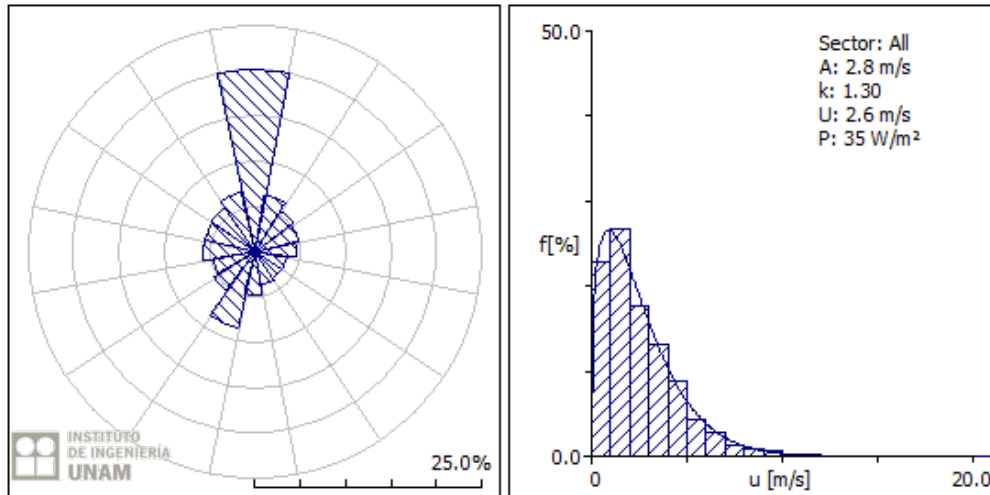 INSTITUTO
DE INGENIERÍA
UNAM
25.0%
50.0
f[%]
0.0
0
u [m/s]
20.0
Sector: All
A: 2.8 m/s
k: 1.30
U: 2.6 m/s
P: 35 W/m²